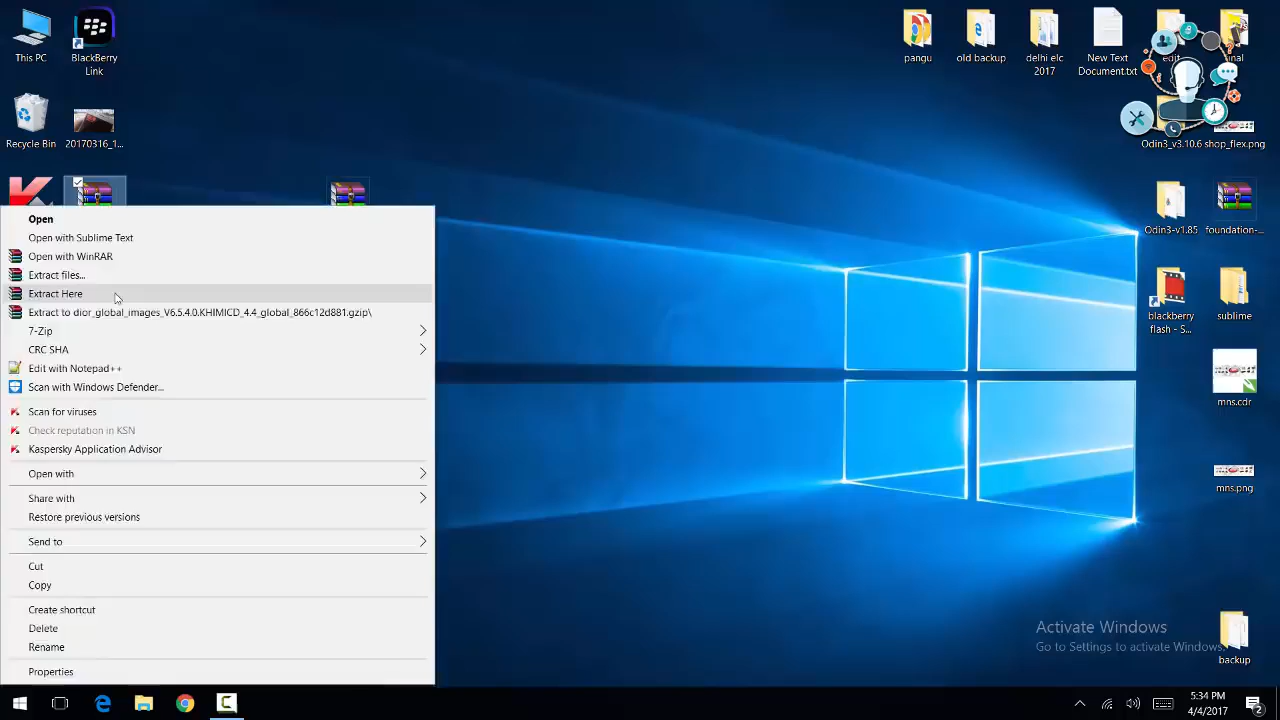 This PC
BlackBerry
Link
pangu
old backup
delhi elc
2017
New Text
Document.txt
edit
final
Recycle Bin
20170316_1...
Odin3_v3.10.6
shop_flex.png
Open
Open with Sublime Text
Open with WinRAR
Extract files...
Extract Here
Extract to dior_global_images_V6.5.4.0.KHIMICD_4.4_global_866c12d881.gzip\
7-Zip
CRC SHA
Edit with Notepad++
Scan with Windows Defender...
Scan for viruses
Check reputation in KSN
Kaspersky Application Advisor
Open with
Share with
Restore previous versions
Send to
Cut
Copy
Create shortcut
Delete
Rename
Properties
Odin3-v1.85
foundation-...
blackberry
flash - S...
sublime
mns.cdr
mns.png
Activate Windows
Go to Settings to activate Windows.
backup
5:34 PM
4/4/2017
2